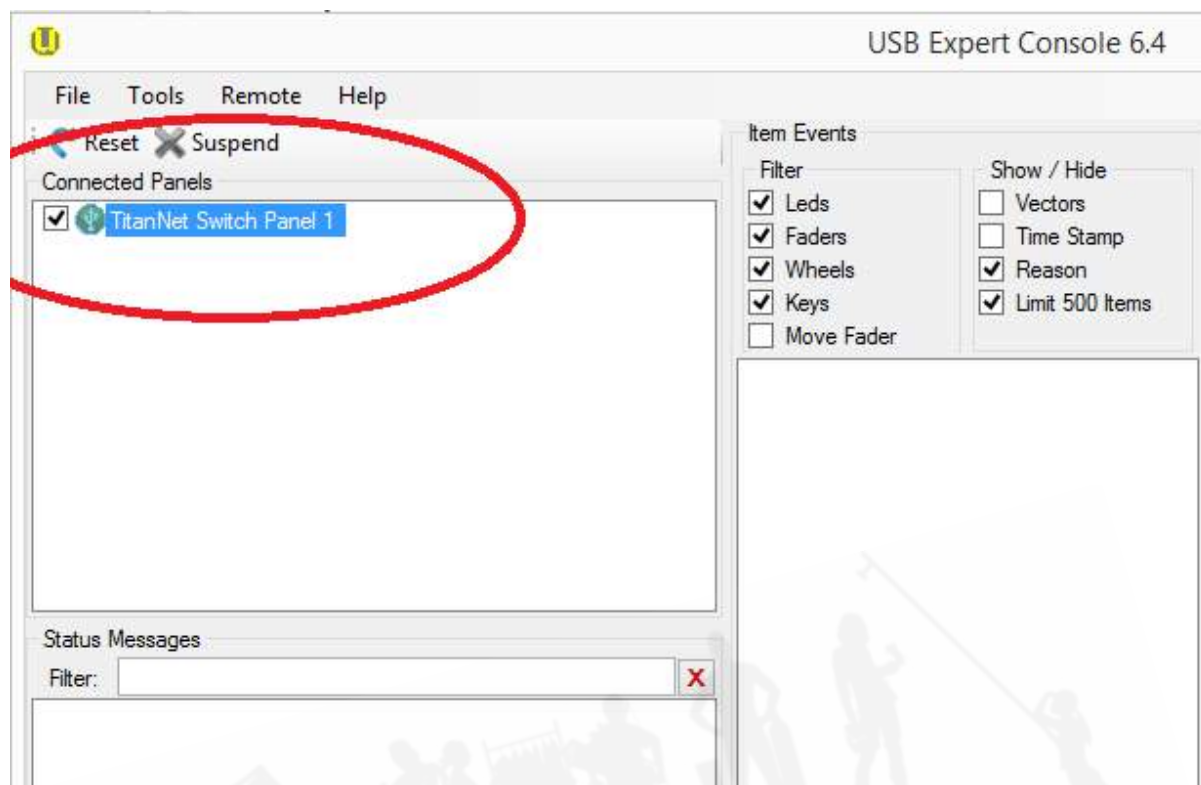 USB Expert Console 6.4
File Tools Remote Help
Reset Suspend
Connected Panels
TitanNet Switch Panel 1
Item Events
Filter
Leds
Faders
Wheels
Keys
Move Fader
Show / Hide
Vectors
Time Stamp
Reason
Limit 500 Items
Status Messages
Filter:
X